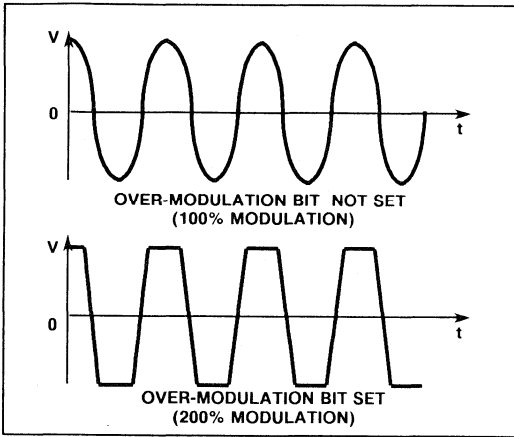 V
0
t
OVER-MODULATION BIT NOT SET
(100% MODULATION)
V
0
t
OVER-MODULATION BIT SET
(200% MODULATION)